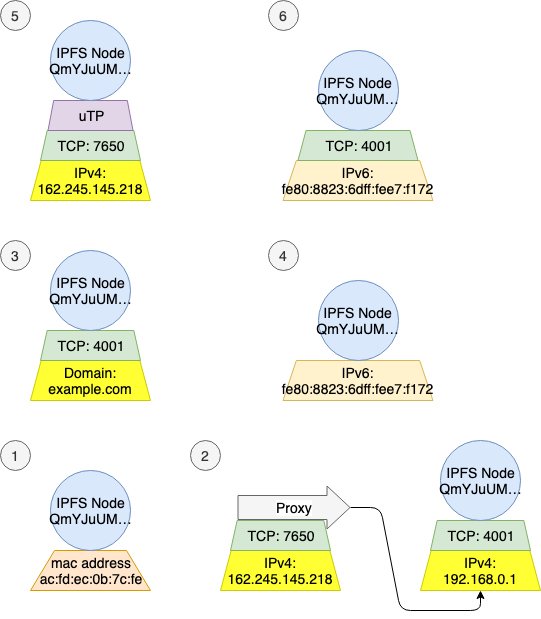 5
IPFS Node
QmYJuUM...
uTP
TCP: 7650
IPv4:
162.245.145.218
6
IPFS Node
QmYJuUM...
TCP: 4001
IPv6:
fe80:8823:6dff:fee7:f172
3
IPFS Node
QmYJuUM...
TCP: 4001
Domain:
example.com
4
IPFS Node
QmYJuUM...
IPv6:
fe80:8823:6dff:fee7:f172
1
IPFS Node
QmYJuUM...
mac address
ac:fd:ec:0b:7c:fe
2
Proxy
TCP: 7650
IPv4:
162.245.145.218
IPFS Node
QmYJuUM...
TCP: 4001
IPv4:
192.168.0.1